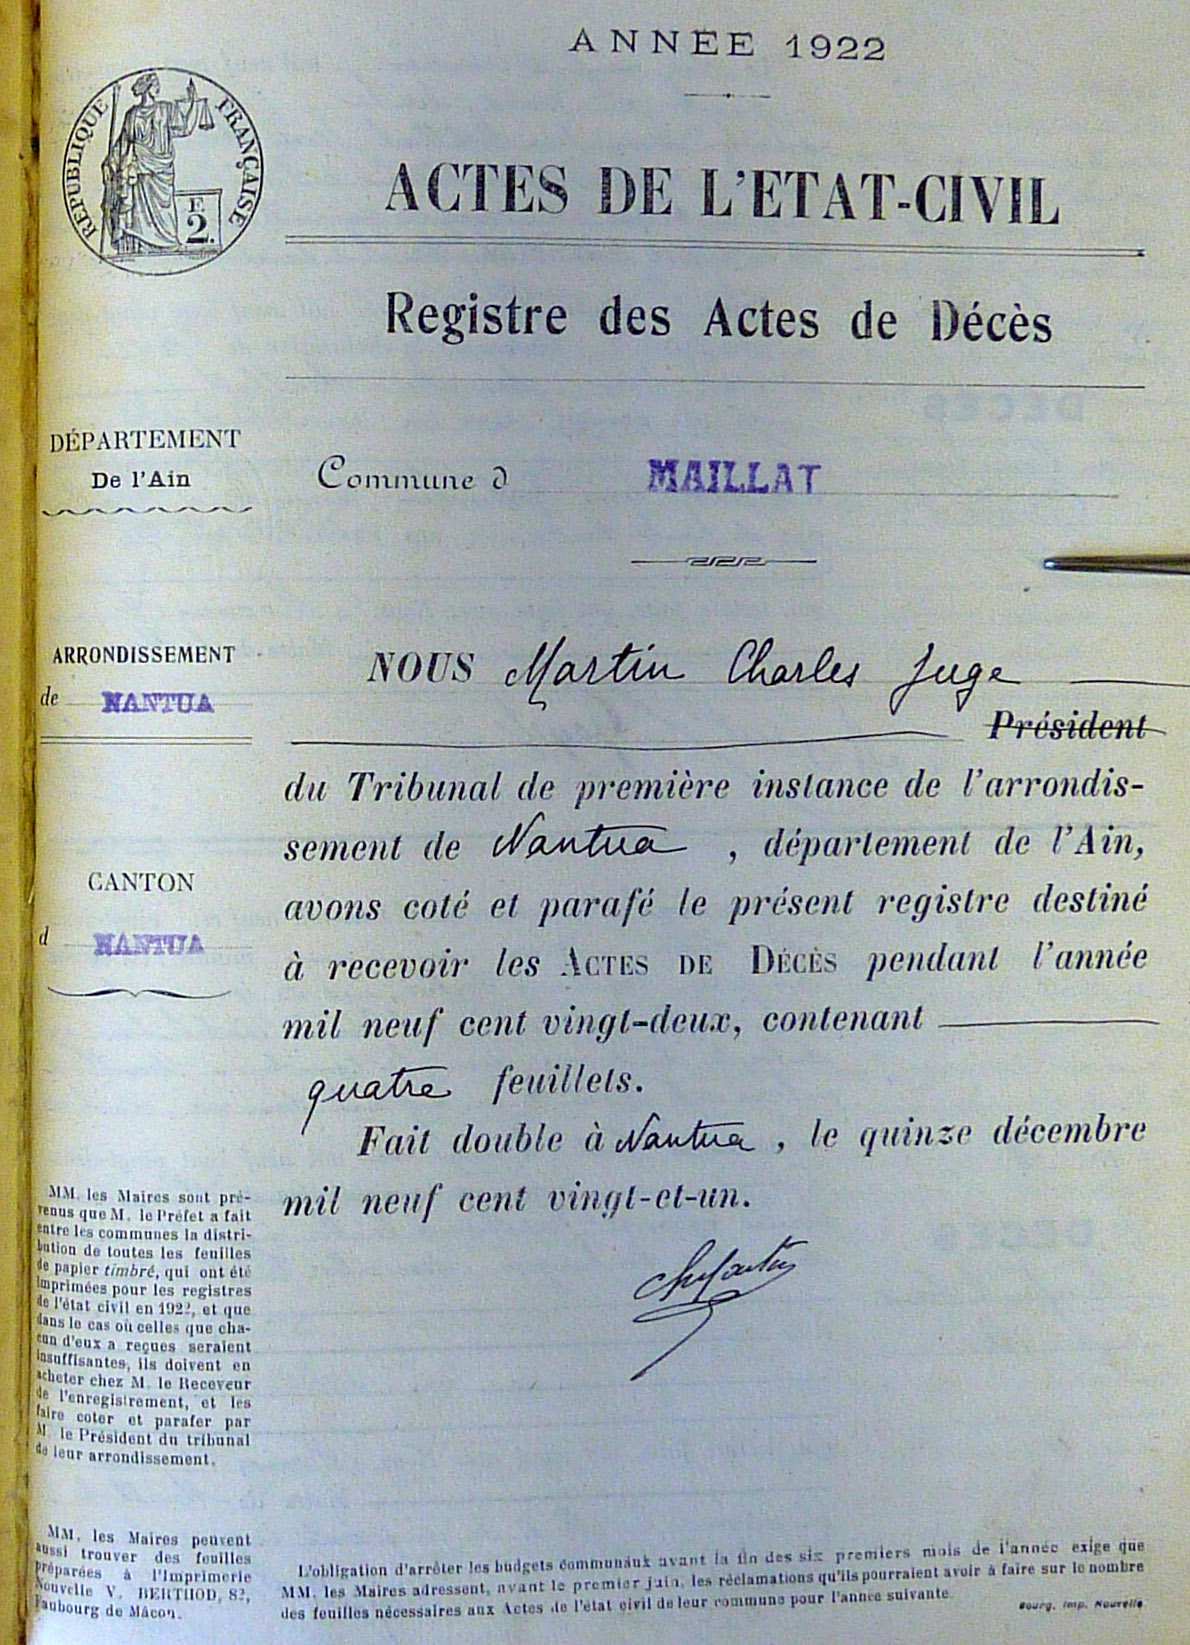 ANNEE 1922
RÉPUBLIQUE FRANÇAISE
F
2.
ACTES DE L'ETAT-CIVIL
Registre des Actes de Décès
DÉPARTEMENT
De l'Ain
Commune d MAILLAT
ARRONDISSEMENT
de NANTUA
CANTON
d NANTUA
NOUS Martin Charles Juge
Président
du Tribunal de première instance de l'arrondis-
sement de Nantua, département de l'Ain,
avons coté et parafé le présent registre destiné
à recevoir les ACTES DE DÉCÈS pendant l'année
mil neuf cent vingt-deux, contenant
quatre feuillets.
Fait double à Nantua, le quinze décembre
mil neuf cent vingt-et-un.
MM. les Maires sont pré-
venus que M. le Préfet a fait
entre les communes la distri-
bution de toutes les feuilles
de papier timbré, qui ont été
imprimées pour les registres
de l'état civil en 1922, et que
dans le cas où celles que cha-
cun d'eux a reçues seraient
insuffisantes, ils doivent en
acheter chez M. le Receveur
de l'enregistrement, et les
faire coter et parafer par
M. le Président du tribunal
de leur arrondissement.
MM. les Maires peuvent
aussi trouver des feuilles
préparées à l'Imprimerie
Nouvelle V. BERTHOD, 82,
Faubourg de Mâcon.
L'obligation d'arrêter les budgets communaux avant la fin des six premiers mois de l'année exige que
MM. les Maires adressent, avant le premier juin, les réclamations qu'ils pourraient avoir à faire sur le nombre
des feuilles nécessaires aux Actes de l'état civil de leur commune pour l'année suivante.
Bourg, Imp. Nouvelle.